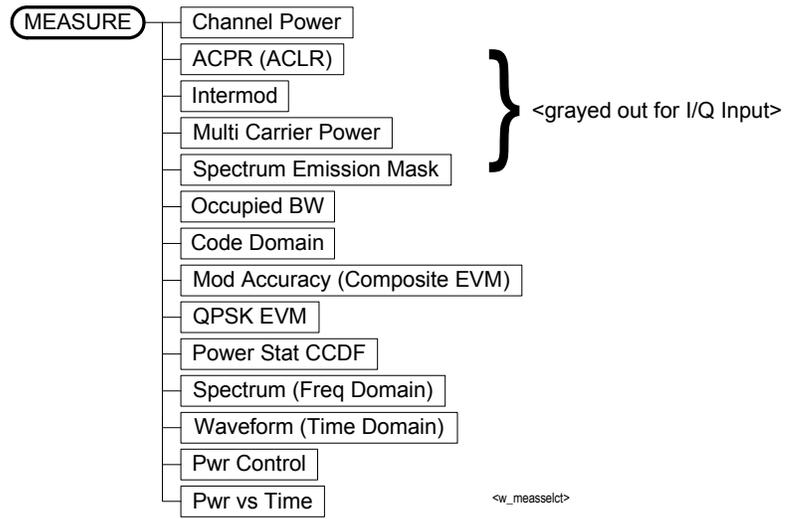 MEASURE
Channel Power
ACPR (ACLR)
Intermod
Multi Carrier Power
Spectrum Emission Mask
<grayed out for I/Q Input>
Occupied BW
Code Domain
Mod Accuracy (Composite EVM)
QPSK EVM
Power Stat CCDF
Spectrum (Freq Domain)
Waveform (Time Domain)
Pwr Control
Pwr vs Time
<w_measselct>